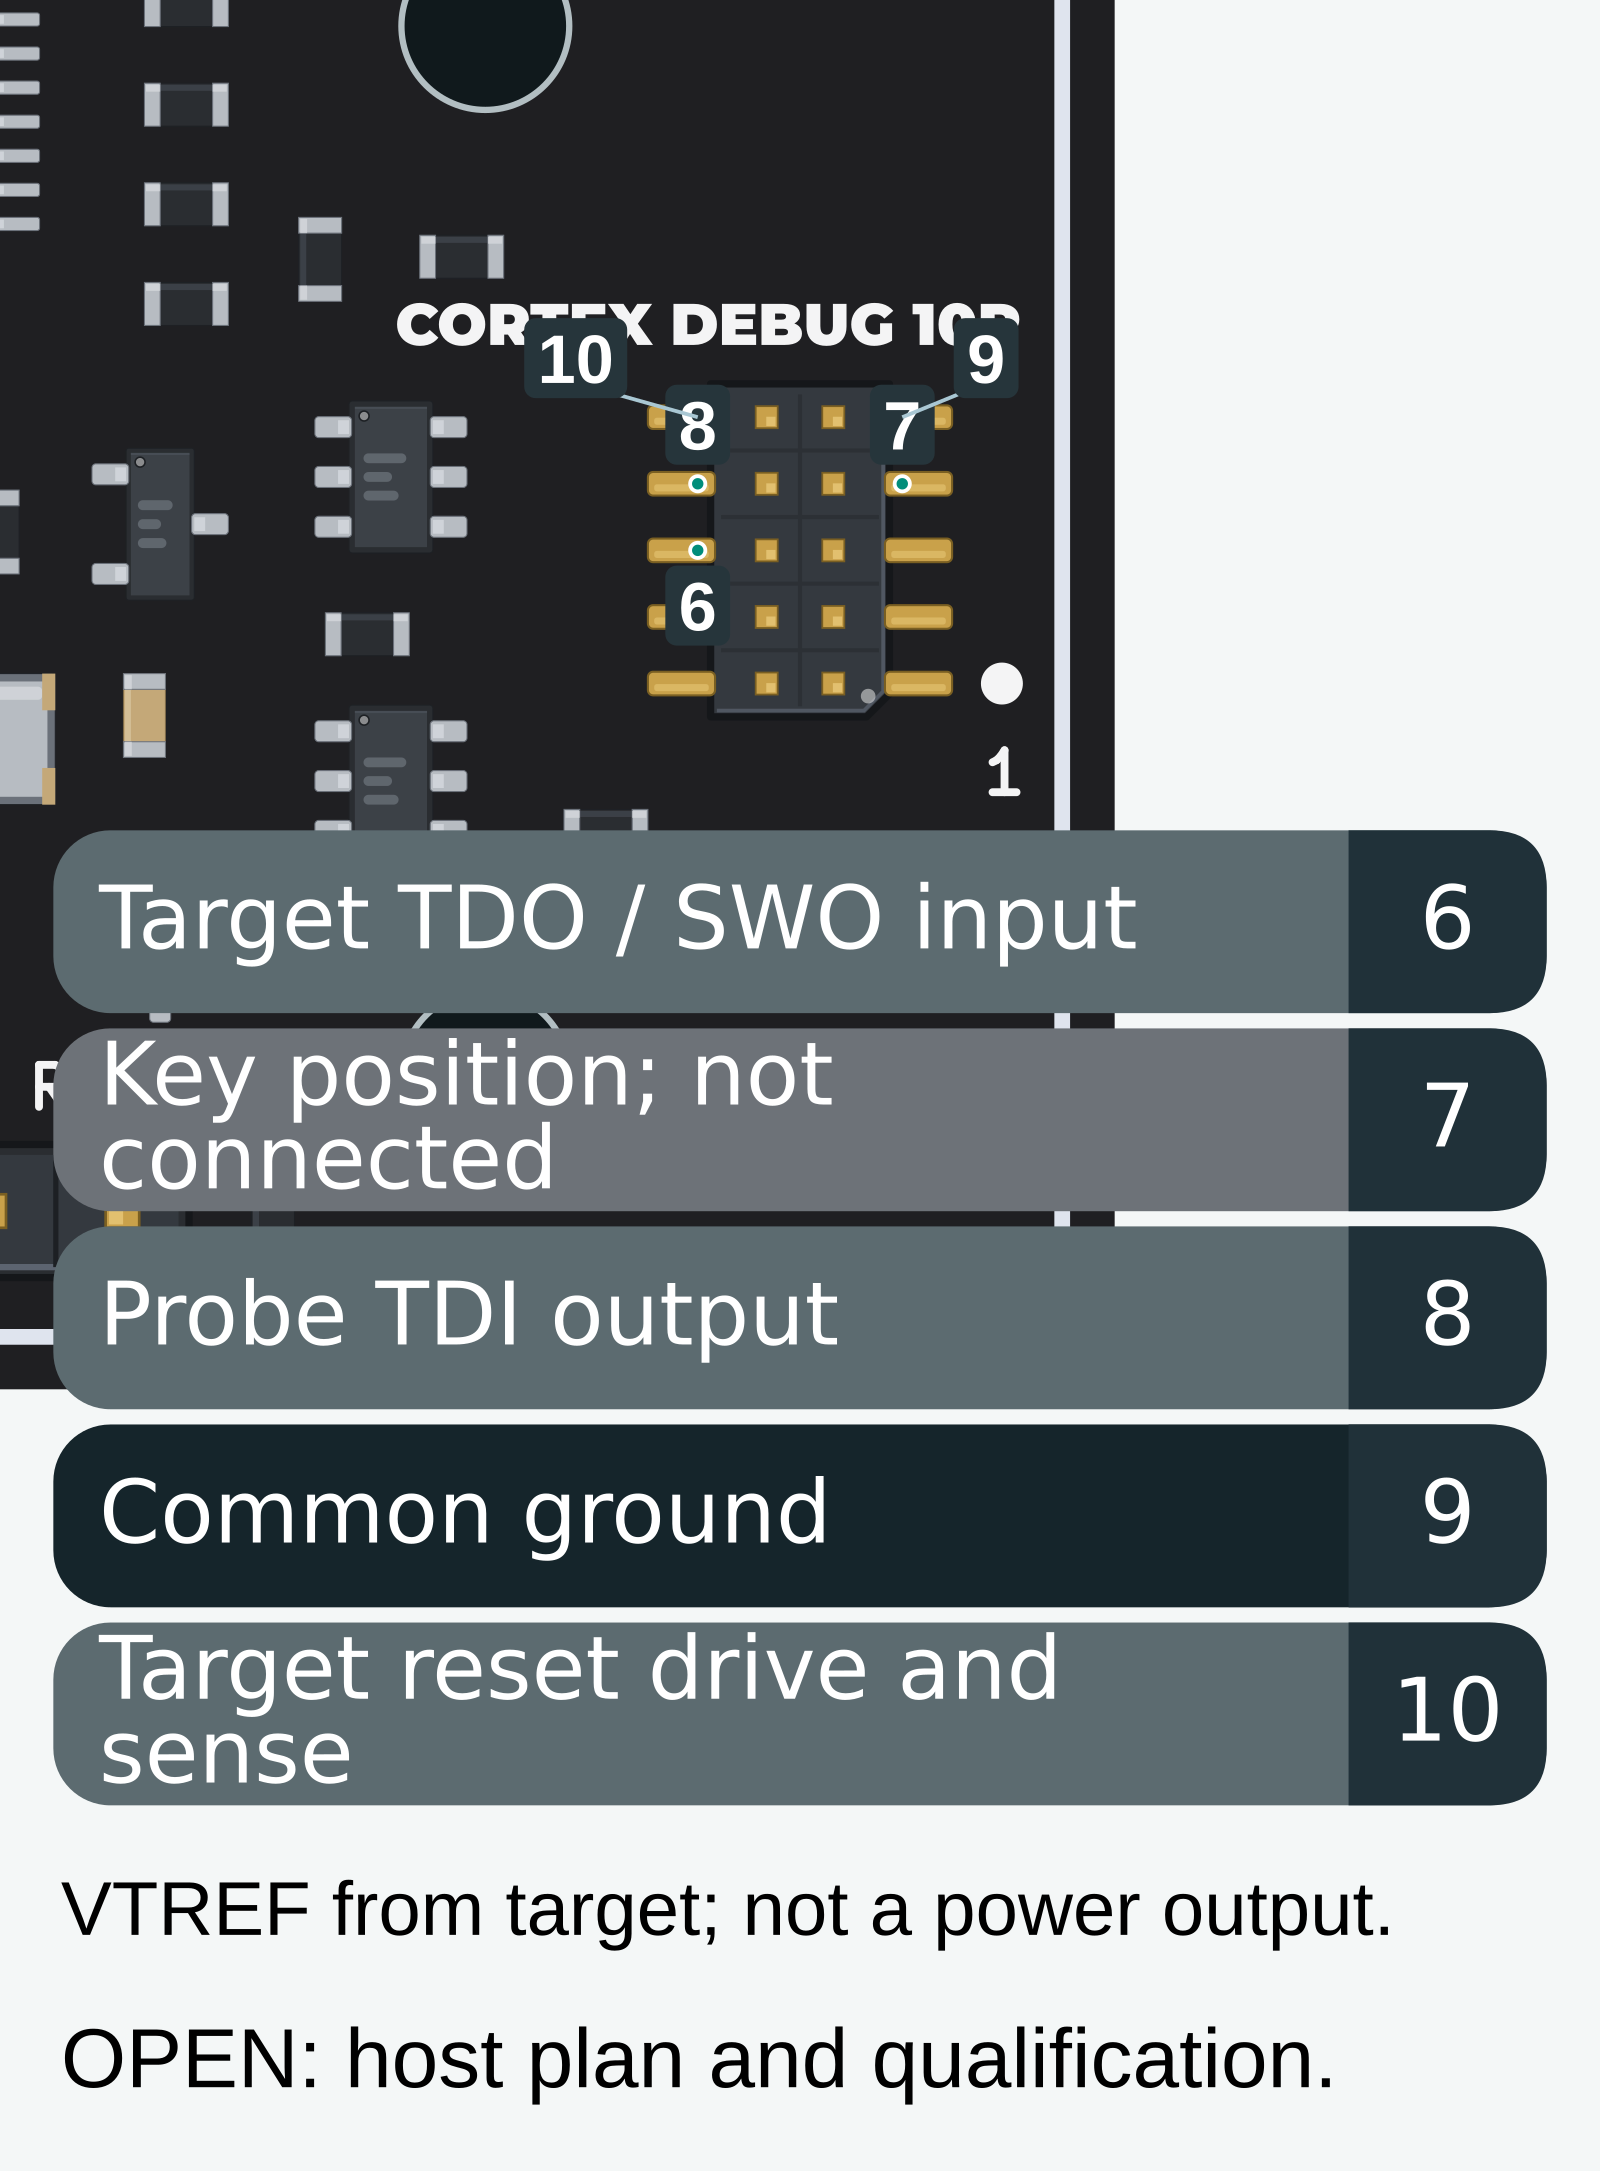 CORTEX DEBUG 10P
10
9
8
7
6
1
Target TDO / SWO input 6
R
Key position; not
connected
7
Probe TDI output 8
Common ground 9
Target reset drive and
sense
10
VTREF from target; not a power output.
OPEN: host plan and qualification.